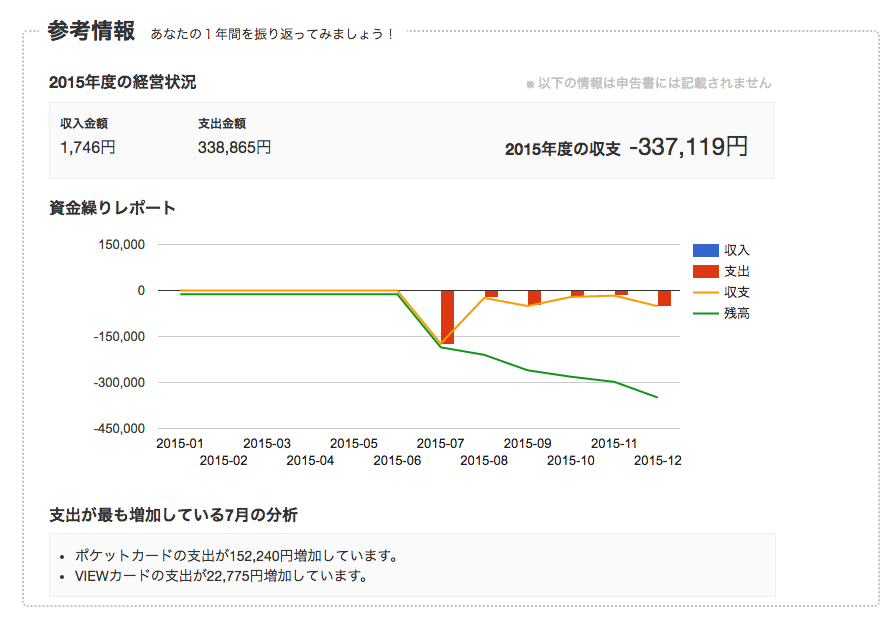 参考情報 あなたの1年間を振り返ってみましょう！
2015年度の経営状況 ※以下の情報は申告書には記載されません
収入金額 支出金額
1,746円 338,865円 2015年度の収支 -337,119円
資金繰りレポート
150,000
0
-150,000
-300,000
-450,000
収入
支出
収支
残高
2015-01 2015-03 2015-05 2015-07 2015-09 2015-11
2015-02 2015-04 2015-06 2015-08 2015-10 2015-12
支出が最も増加している7月の分析
• ポケットカードの支出が152,240円増加しています。
• VIEWカードの支出が22,775円増加しています。